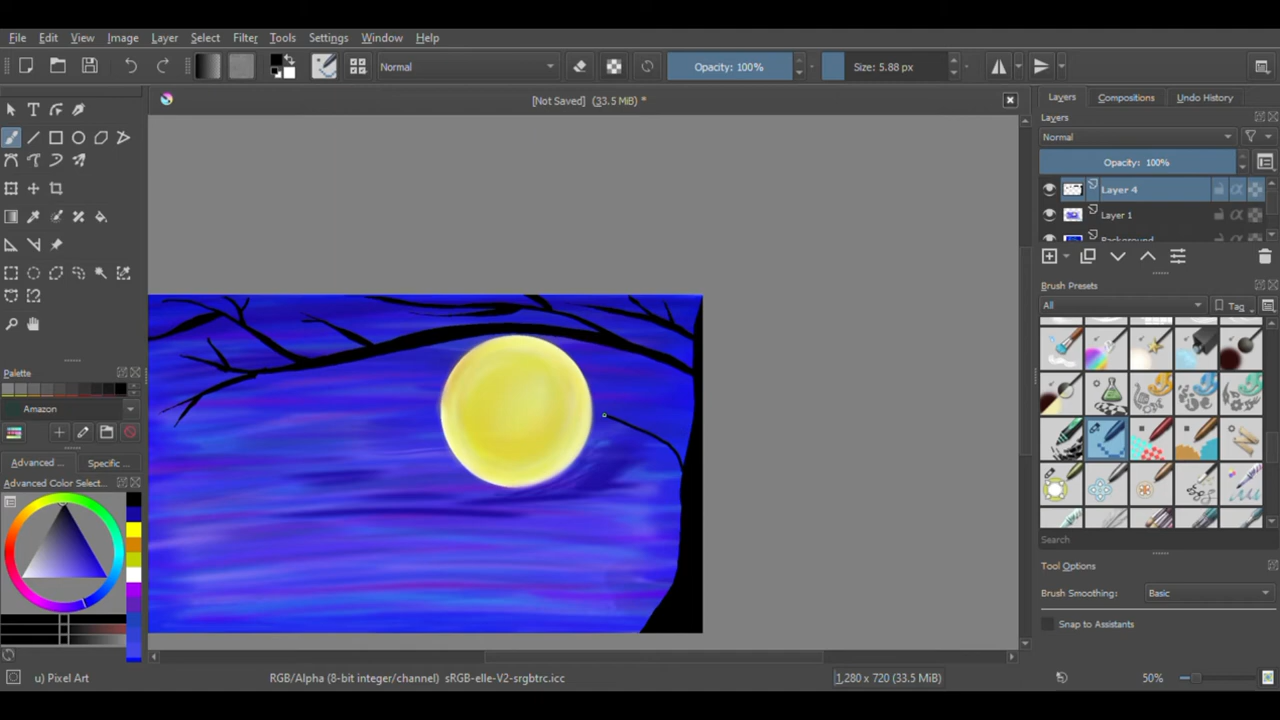 File Edit View Image Layer Select Filter Tools Settings Window Help
Normal Opacity: 100% Size: 5.88 px
[Not Saved] (33.5 MiB) *
Layers Compositions Undo History
Layers
Normal
Opacity: 100%
Layer 4
Layer 1
Background
Brush Presets
All Tag
Palette
Amazon
Advanced ... Specific ...
Advanced Color Select...
Search
Tool Options
Brush Smoothing: Basic
Snap to Assistants
u) Pixel Art RGB/Alpha (8-bit integer/channel) sRGB-elle-V2-srgbtrc.icc 1,280 x 720 (33.5 MiB) 50%